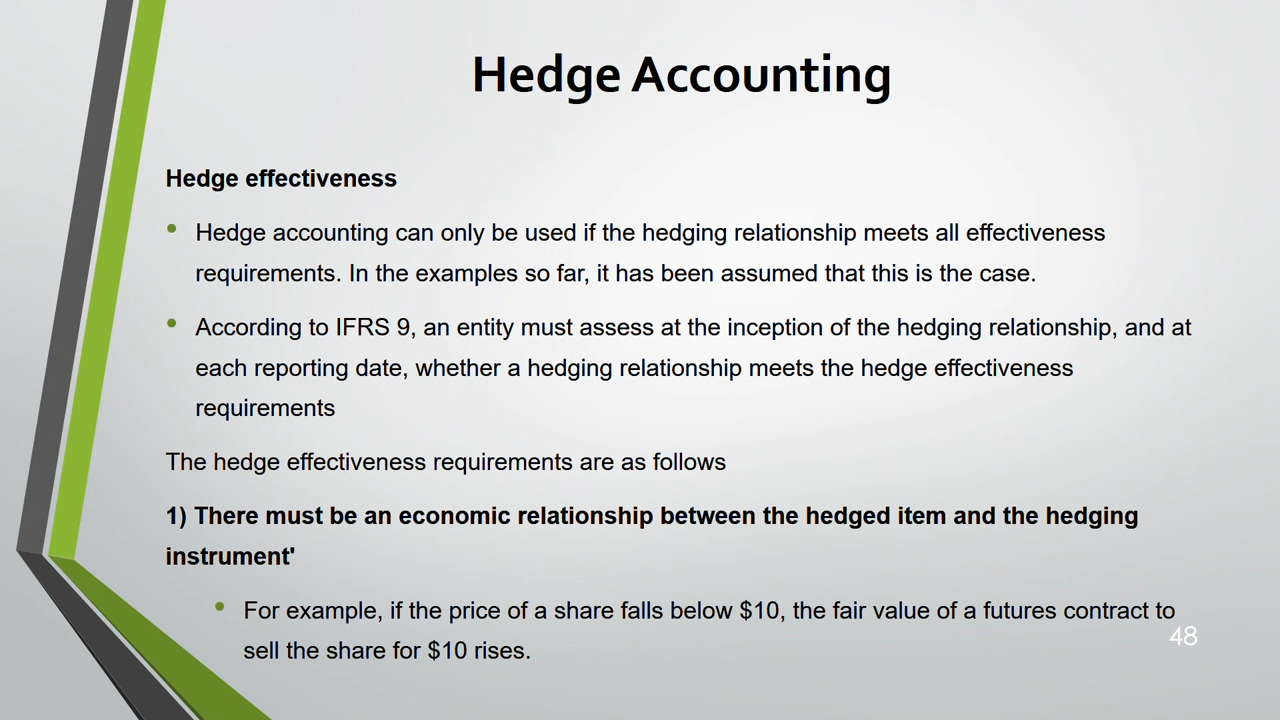 Hedge Accounting
Hedge effectiveness
• Hedge accounting can only be used if the hedging relationship meets all effectiveness
requirements. In the examples so far, it has been assumed that this is the case.
• According to IFRS 9, an entity must assess at the inception of the hedging relationship, and at
each reporting date, whether a hedging relationship meets the hedge effectiveness
requirements
The hedge effectiveness requirements are as follows
1) There must be an economic relationship between the hedged item and the hedging
instrument'
• For example, if the price of a share falls below $10, the fair value of a futures contract to
sell the share for $10 rises.
48